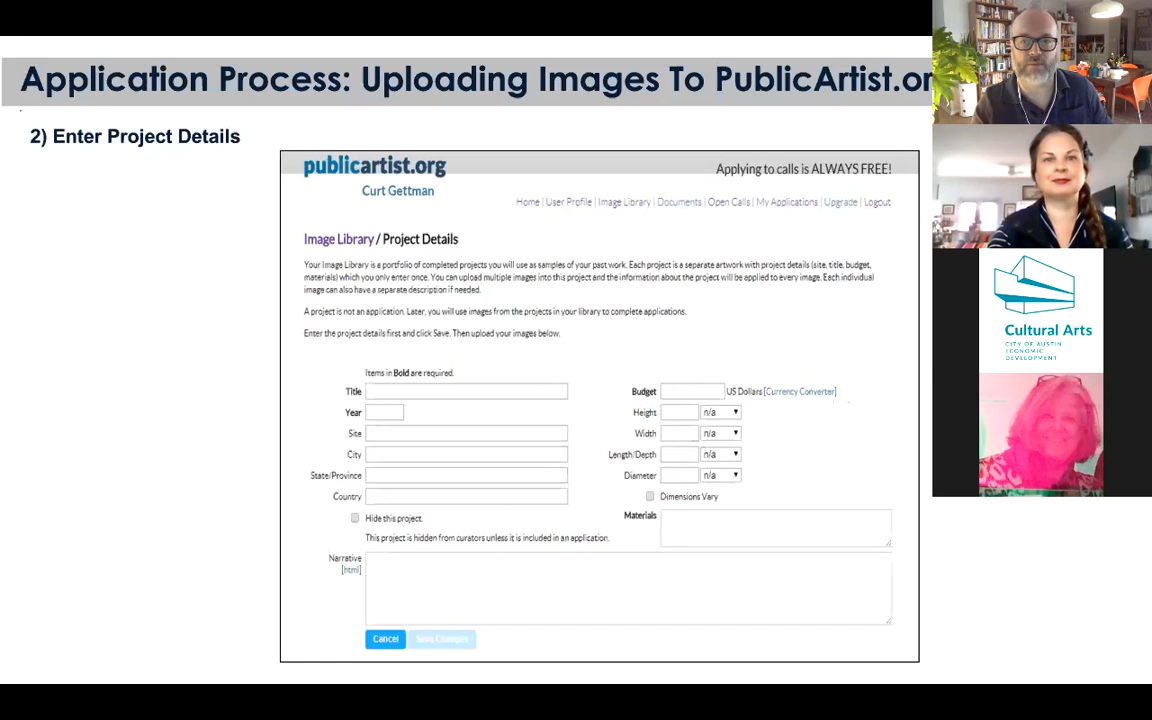 Application Process: Uploading Images To PublicArtist.or
2) Enter Project Details
publicartist.org
Applying to calls is ALWAYS FREE!
Curt Gettman
Home | User Profile | Image Library | Documents | Open Calls | My Applications | Upgrade | Logout
Image Library / Project Details
Your Image Library is a portfolio of completed projects you will use as samples of your past work. Each project is a separate artwork with project details (site, title, budget,
materials) which you only enter once. You can upload multiple images into this project and the information about the project will be applied to every image. Each individual
image can also have a separate description if needed.
A project is not an application. Later, you will use images from the projects in your library to complete applications.
Enter the project details first and click Save. Then upload your images below.
Items in Bold are required.
Title
Budget
US Dollars [Currency Converter]
Year
Height
n/a
Site
Width
n/a
City
Length/Depth
n/a
State/Province
Diameter
n/a
Country
Dimensions Vary
Hide this project.
Materials
This project is hidden from curators unless it is included in an application.
Narrative
[html]
Cancel
Save Changes
Cultural Arts
CITY OF AUSTIN
ECONOMIC
DEVELOPMENT